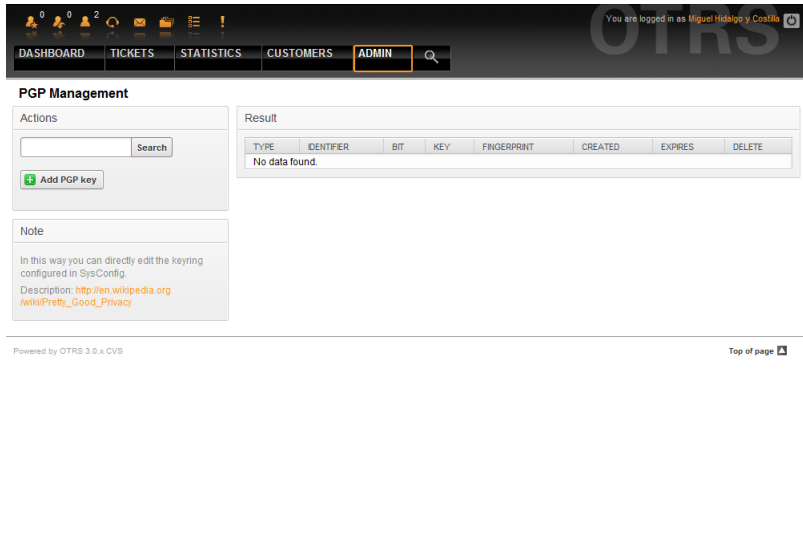 0 0 2
You are logged in as Miguel Hidalgo y Costilla
OTRS
DASHBOARD TICKETS STATISTICS CUSTOMERS ADMIN
PGP Management
Actions
Search
Add PGP key
Note
In this way you can directly edit the keyring
configured in SysConfig.
Description: http://en.wikipedia.org
/wiki/Pretty_Good_Privacy
Result
TYPE IDENTIFIER BIT KEY FINGERPRINT CREATED EXPIRES DELETE
No data found.
Powered by OTRS 3.0.x CVS
Top of page